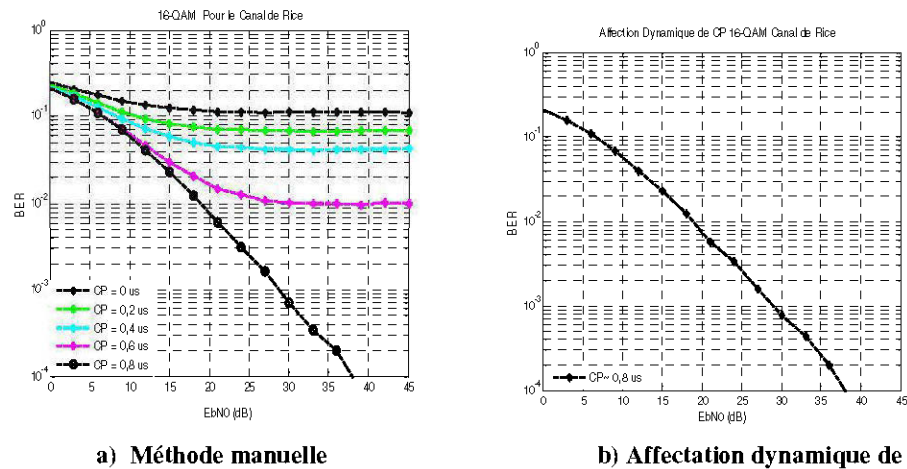 16-QAM Pour le Canal de Rice
10^0
10^-1
10^-2
10^-3
10^-4
BER
CP = 0 us
CP = 0,2 us
CP = 0,4 us
CP = 0,6 us
CP = 0,8 us
0 5 10 15 20 25 30 35 40 45
EbN0 (dB)
a) Méthode manuelle
Affection Dynamique de CP 16-QAM Canal de Rice
10^0
10^-1
10^-2
10^-3
10^-4
BER
CP~ 0,8 us
0 5 10 15 20 25 30 35 40 45
EbN0 (dB)
b) Affectation dynamique de